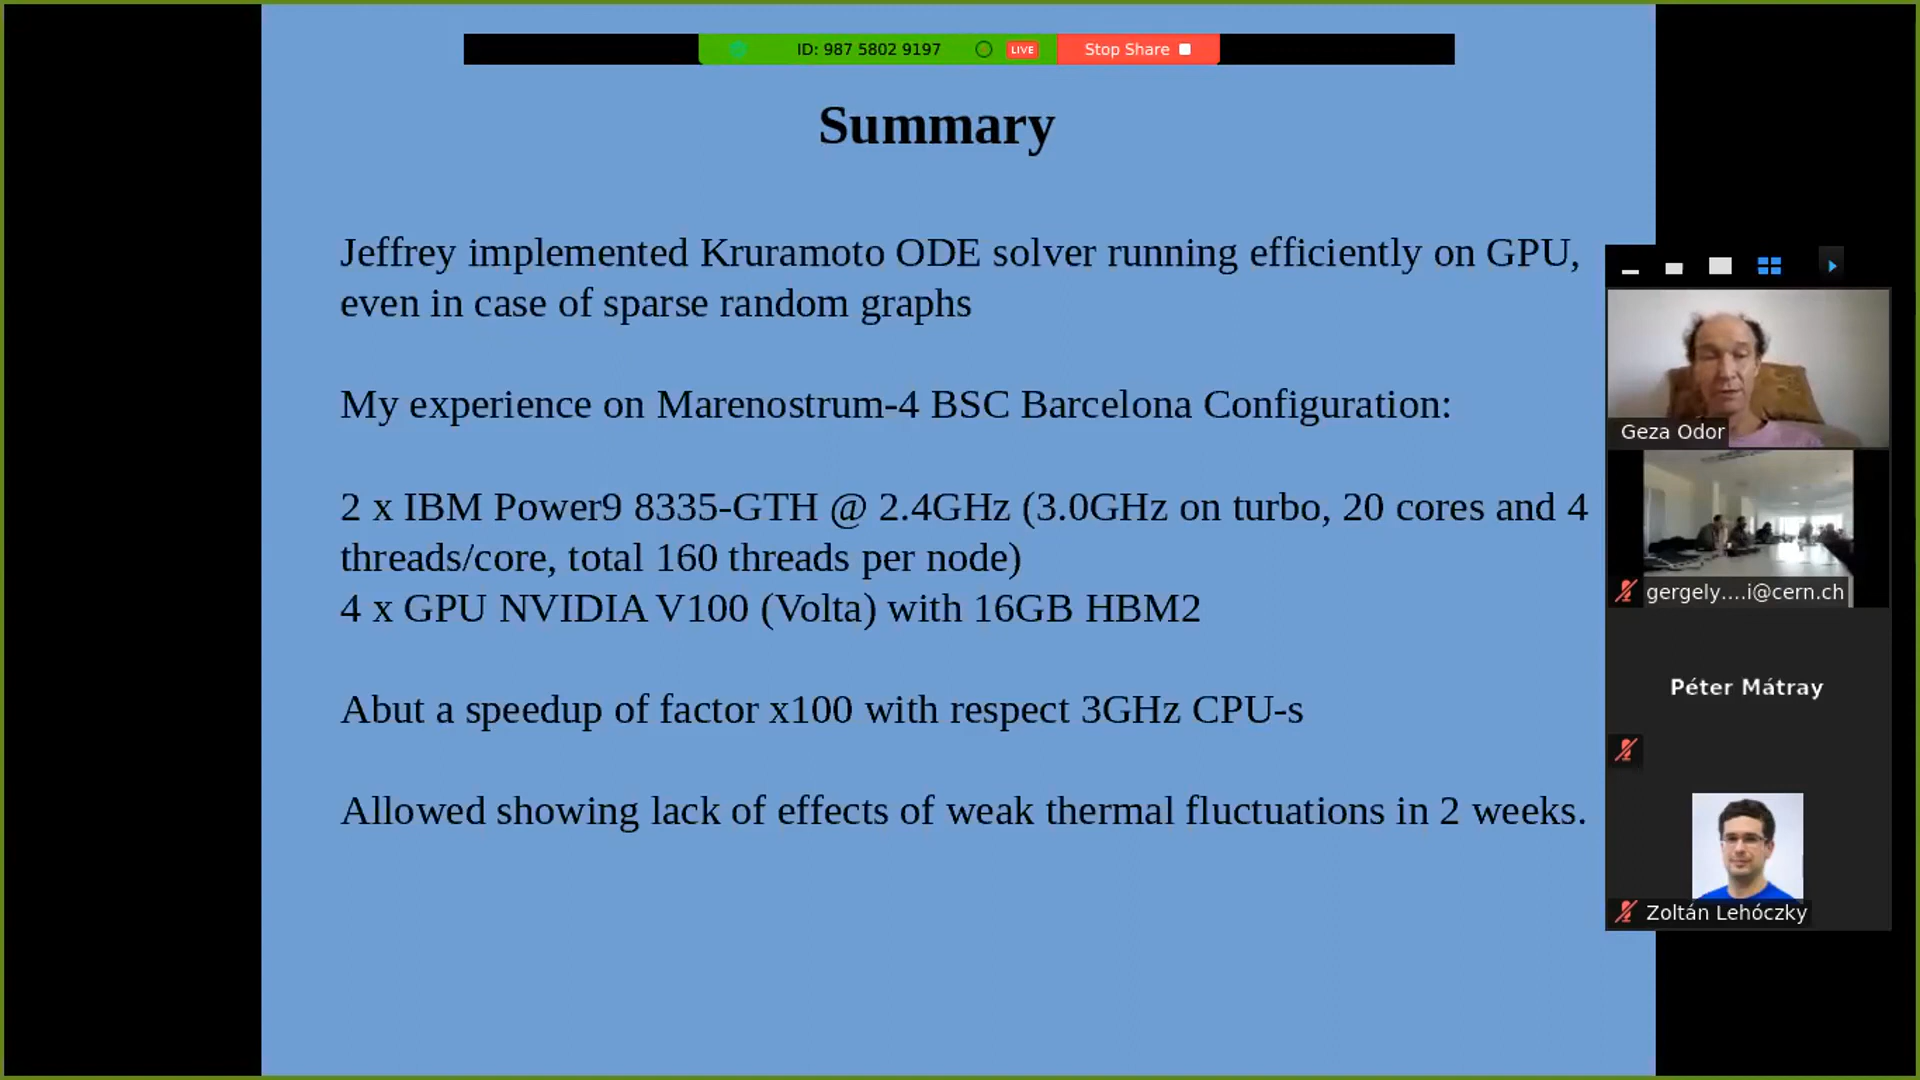 ID: 987 5802 9197
LIVE
Stop Share
Summary
Jeffrey implemented Kruramoto ODE solver running efficiently on GPU,
even in case of sparse random graphs
My experience on Marenostrum-4 BSC Barcelona Configuration:
2 x IBM Power9 8335-GTH @ 2.4GHz (3.0GHz on turbo, 20 cores and 4
threads/core, total 160 threads per node)
4 x GPU NVIDIA V100 (Volta) with 16GB HBM2
Abut a speedup of factor x100 with respect 3GHz CPU-s
Allowed showing lack of effects of weak thermal fluctuations in 2 weeks.
Geza Odor
gergely....i@cern.ch
Péter Mátray
Zoltán Lehóczky